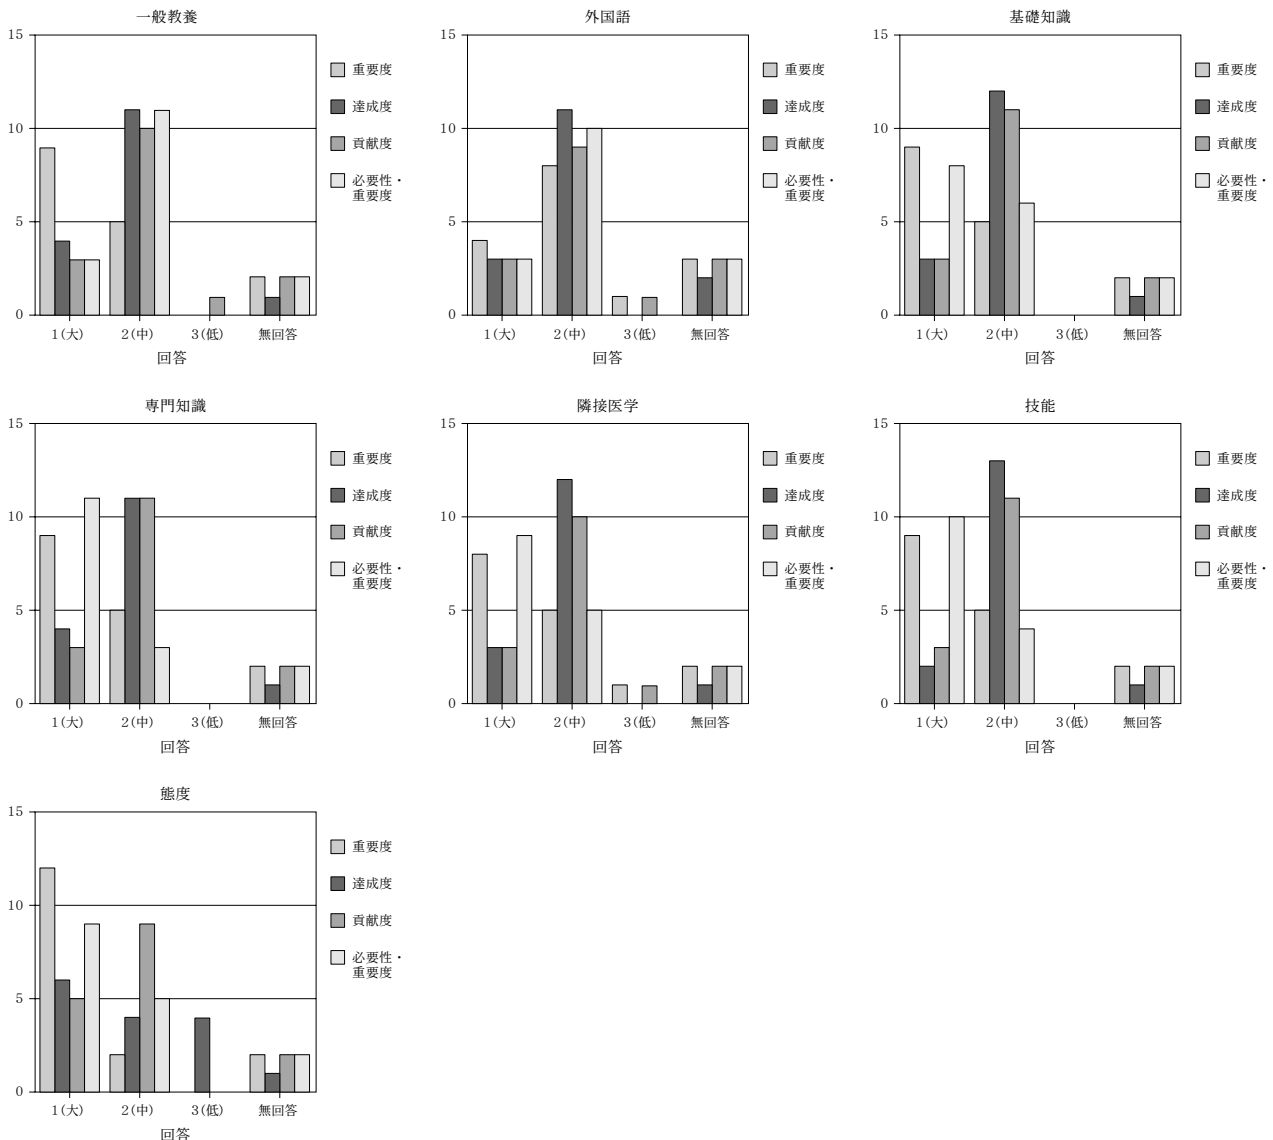 一般教養
15
10
5
0
1(大) 2(中) 3(低) 無回答
回答
重要度
達成度
貢献度
必要性・
重要度
外国語
15
10
5
0
1(大) 2(中) 3(低) 無回答
回答
重要度
達成度
貢献度
必要性・
重要度
基礎知識
15
10
5
0
1(大) 2(中) 3(低) 無回答
回答
重要度
達成度
貢献度
必要性・
重要度
専門知識
15
10
5
0
1(大) 2(中) 3(低) 無回答
回答
重要度
達成度
貢献度
必要性・
重要度
隣接医学
15
10
5
0
1(大) 2(中) 3(低) 無回答
回答
重要度
達成度
貢献度
必要性・
重要度
技能
15
10
5
0
1(大) 2(中) 3(低) 無回答
回答
重要度
達成度
貢献度
必要性・
重要度
態度
15
10
5
0
1(大) 2(中) 3(低) 無回答
回答
重要度
達成度
貢献度
必要性・
重要度